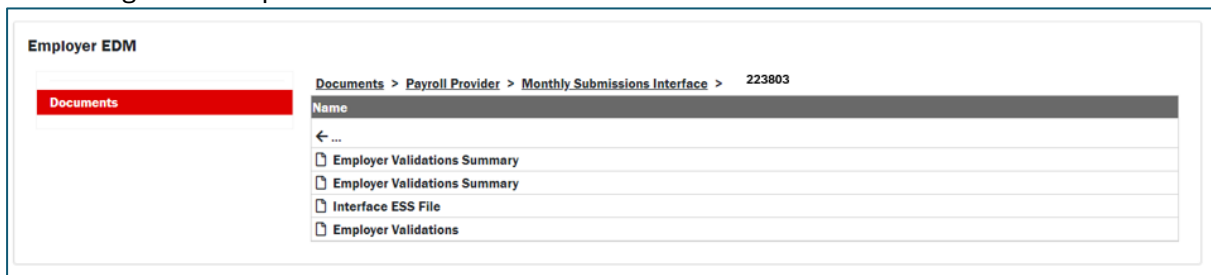 Employer EDM
Documents > Payroll Provider > Monthly Submissions Interface > 223803
Documents
Name
← ...
Employer Validations Summary
Employer Validations Summary
Interface ESS File
Employer Validations